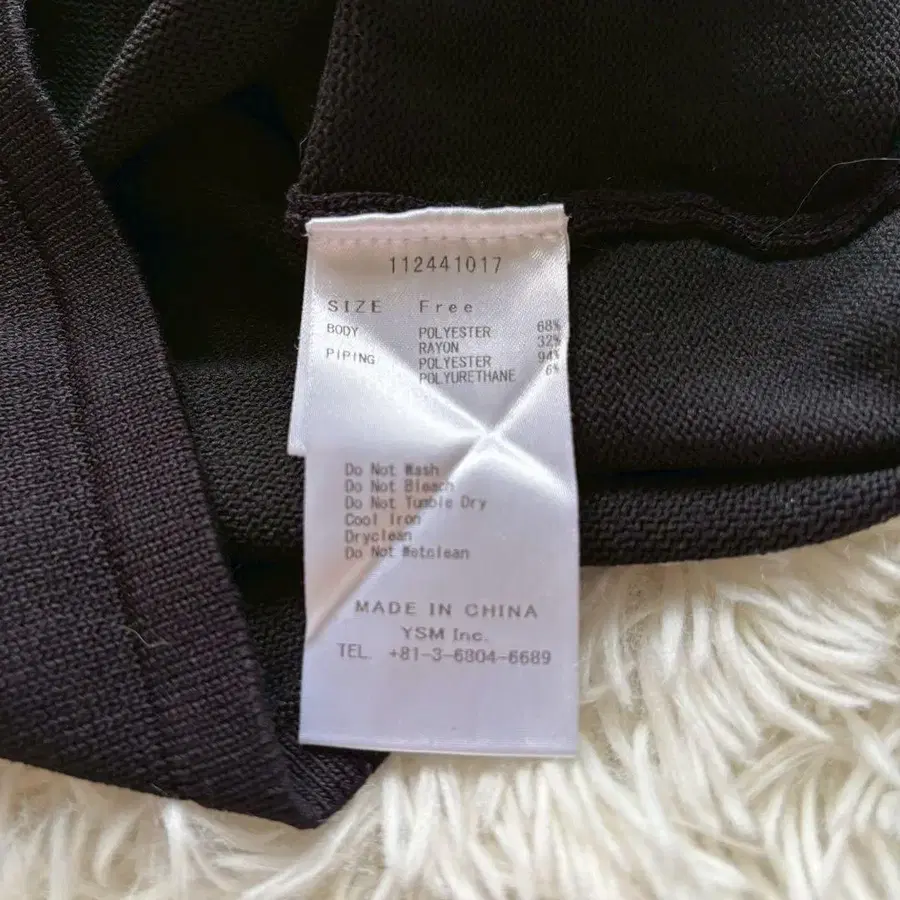 112441017
SIZE Free
BODY POLYESTER 68%
RAYON 32%
PIPING POLYESTER 94%
POLYURETHANE 6%
Do Not Wash
Do Not Bleach
Do Not Tumble Dry
Cool Iron
Dryclean
Do Not Wetclean
MADE IN CHINA
YSM Inc.
TEL. +81-3-6804-6689